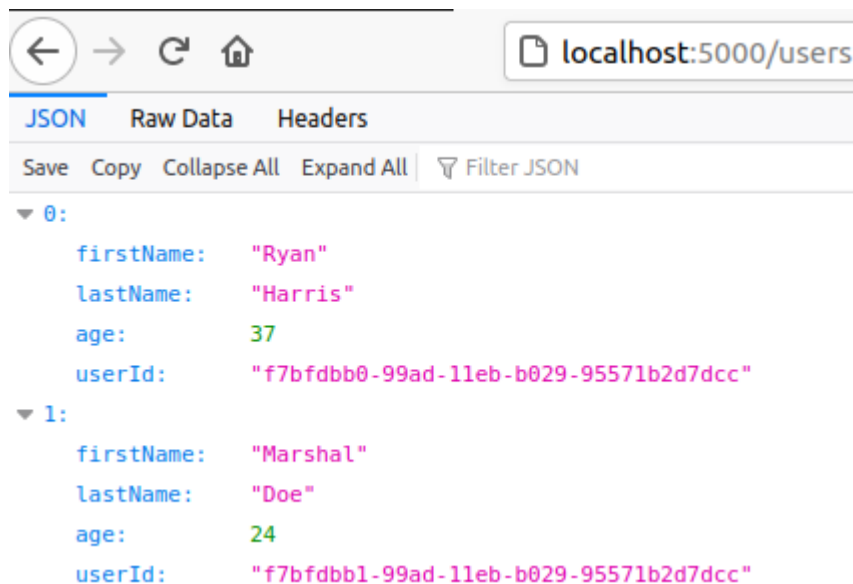 localhost:5000/users
JSON Raw Data Headers
Save Copy Collapse All Expand All Filter JSON
0:
firstName: "Ryan"
lastName: "Harris"
age: 37
userId: "f7bfdbb0-99ad-11eb-b029-95571b2d7dcc"
1:
firstName: "Marshal"
lastName: "Doe"
age: 24
userId: "f7bfdbb1-99ad-11eb-b029-95571b2d7dcc"